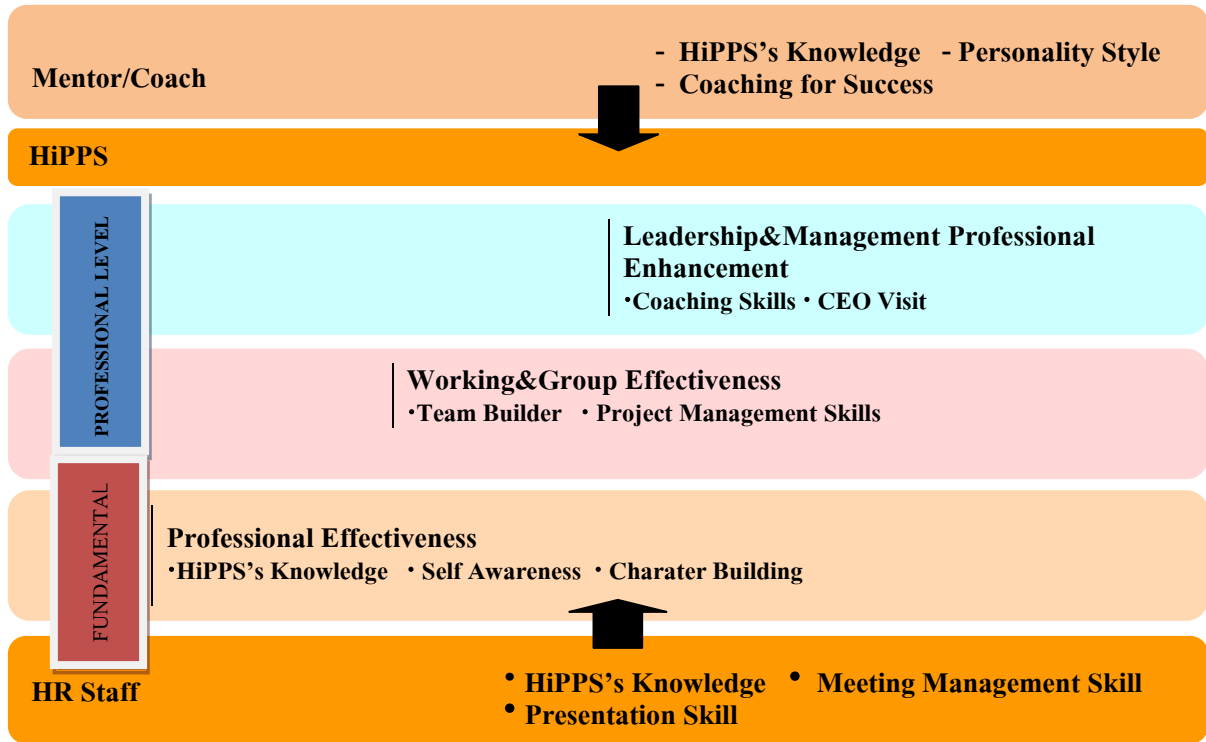 - HiPPS’s Knowledge - Personality Style
Mentor/Coach
- Coaching for Success
HiPPS
PROFESSIONAL LEVEL
Leadership&Management Professional
Enhancement
·Coaching Skills · CEO Visit
Working&Group Effectiveness
·Team Builder · Project Management Skills
FUNDAMENTAL
Professional Effectiveness
·HiPPS’s Knowledge · Self Awareness · Charater Building
HR Staff
• HiPPS’s Knowledge • Meeting Management Skill
• Presentation Skill